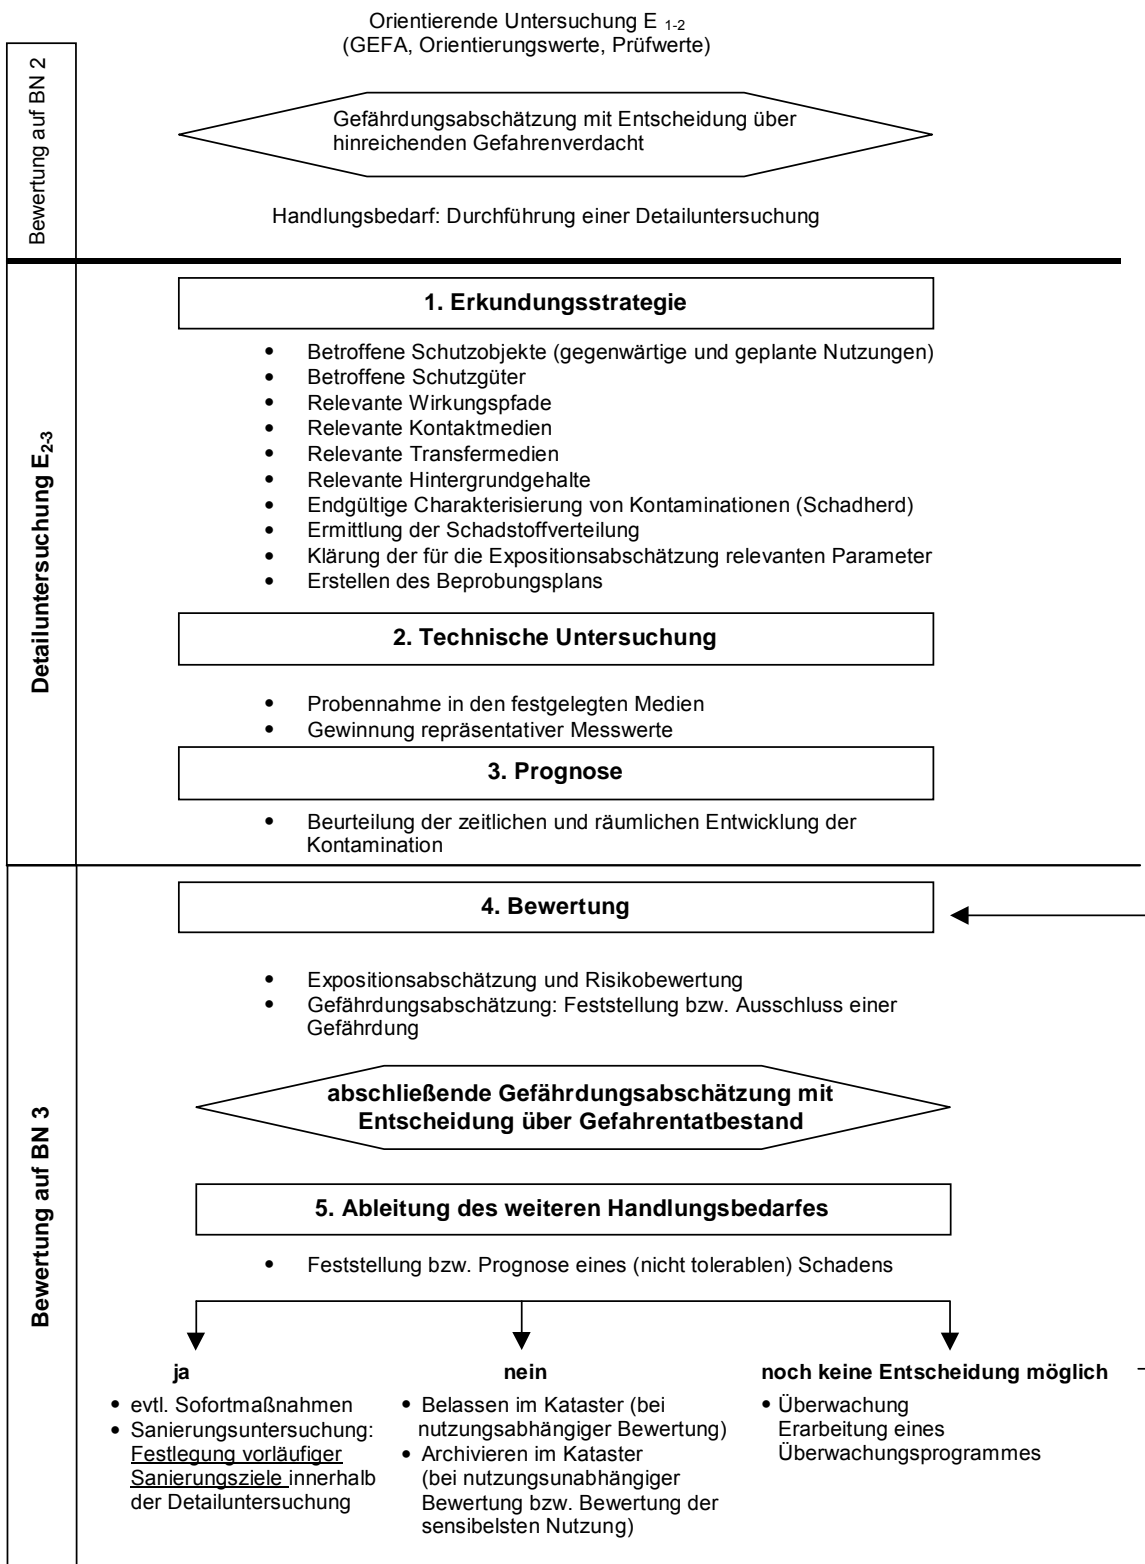 Orientierende Untersuchung E 1-2
(GEFA, Orientierungswerte, Prüfwerte)
Bewertung auf BN 2
Gefährdungsabschätzung mit Entscheidung über
hinreichenden Gefahrenverdacht
Handlungsbedarf: Durchführung einer Detailuntersuchung
Detailuntersuchung E2-3
1. Erkundungsstrategie
• Betroffene Schutzobjekte (gegenwärtige und geplante Nutzungen)
• Betroffene Schutzgüter
• Relevante Wirkungspfade
• Relevante Kontaktmedien
• Relevante Transfermedien
• Relevante Hintergrundgehalte
• Endgültige Charakterisierung von Kontaminationen (Schadherd)
• Ermittlung der Schadstoffverteilung
• Klärung der für die Expositionsabschätzung relevanten Parameter
• Erstellen des Beprobungsplans
2. Technische Untersuchung
• Probennahme in den festgelegten Medien
• Gewinnung repräsentativer Messwerte
3. Prognose
• Beurteilung der zeitlichen und räumlichen Entwicklung der
Kontamination
Bewertung auf BN 3
4. Bewertung
• Expositionsabschätzung und Risikobewertung
• Gefährdungsabschätzung: Feststellung bzw. Ausschluss einer
Gefährdung
abschließende Gefährdungsabschätzung mit
Entscheidung über Gefahrentatbestand
5. Ableitung des weiteren Handlungsbedarfes
• Feststellung bzw. Prognose eines (nicht tolerablen) Schadens
ja
• evtl. Sofortmaßnahmen
• Sanierungsuntersuchung:
Festlegung vorläufiger
Sanierungsziele innerhalb
der Detailuntersuchung
nein
• Belassen im Kataster (bei
nutzungsabhängiger
Bewertung)
• Archivieren im Kataster
(bei nutzungsunabhängiger
Bewertung bzw. Bewertung der
sensibelsten Nutzung)
noch keine Entscheidung möglich
• Überwachung
Erarbeitung eines
Überwachungsprogrammes